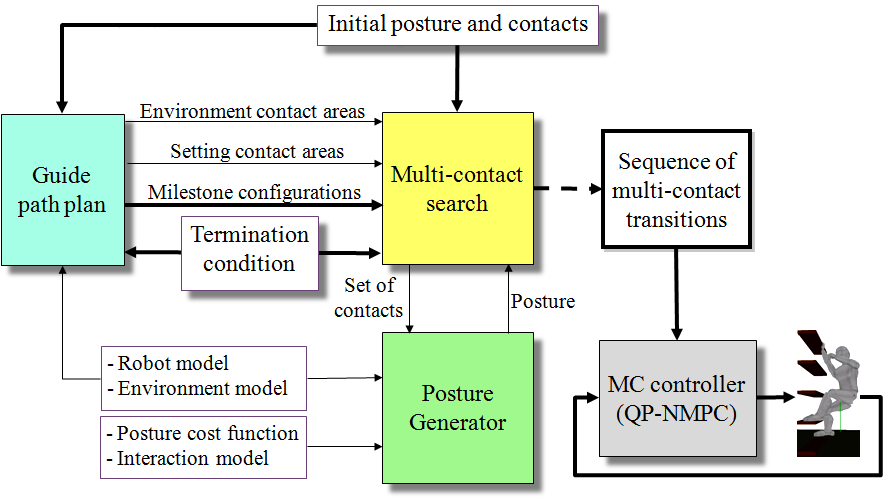 Initial posture and contacts
Environment contact areas
Setting contact areas
Milestone configurations
Guide
path plan
Multi-contact
search
Sequence of
multi-contact
transitions
Termination
condition
Set of
contacts
Posture
- Robot model
- Environment model
Posture
Generator
- Posture cost function
- Interaction model
MC controller
(QP-NMPC)